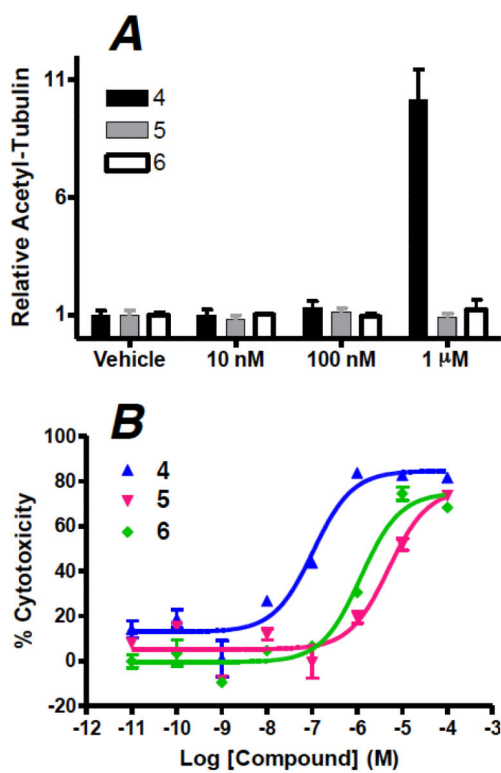 A
Relative Acetyl-Tubulin
11
6
1
4
5
6
Vehicle 10 nM 100 nM 1 μM
B
% Cytotoxicity
100
80
60
40
20
0
-20
4
5
6
-12 -11 -10 -9 -8 -7 -6 -5 -4 -3
Log [Compound] (M)